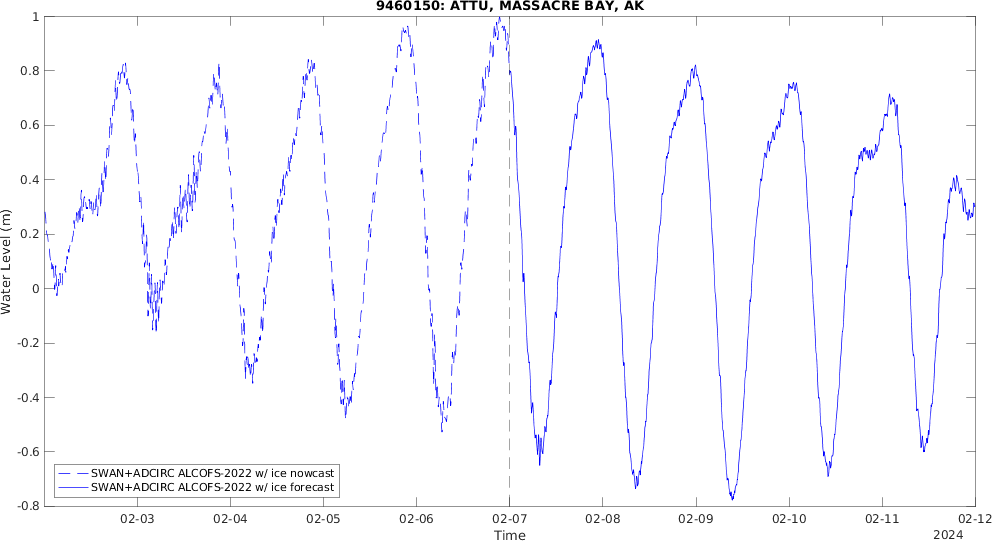 9460150: ATTU, MASSACRE BAY, AK
1
0.8
0.6
0.4
0.2
0
-0.2
-0.4
-0.6
-0.8
Water Level (m)
SWAN+ADCIRC ALCOFS-2022 w/ ice nowcast
SWAN+ADCIRC ALCOFS-2022 w/ ice forecast
02-03 02-04 02-05 02-06 02-07 02-08 02-09 02-10 02-11 02-12
Time
2024